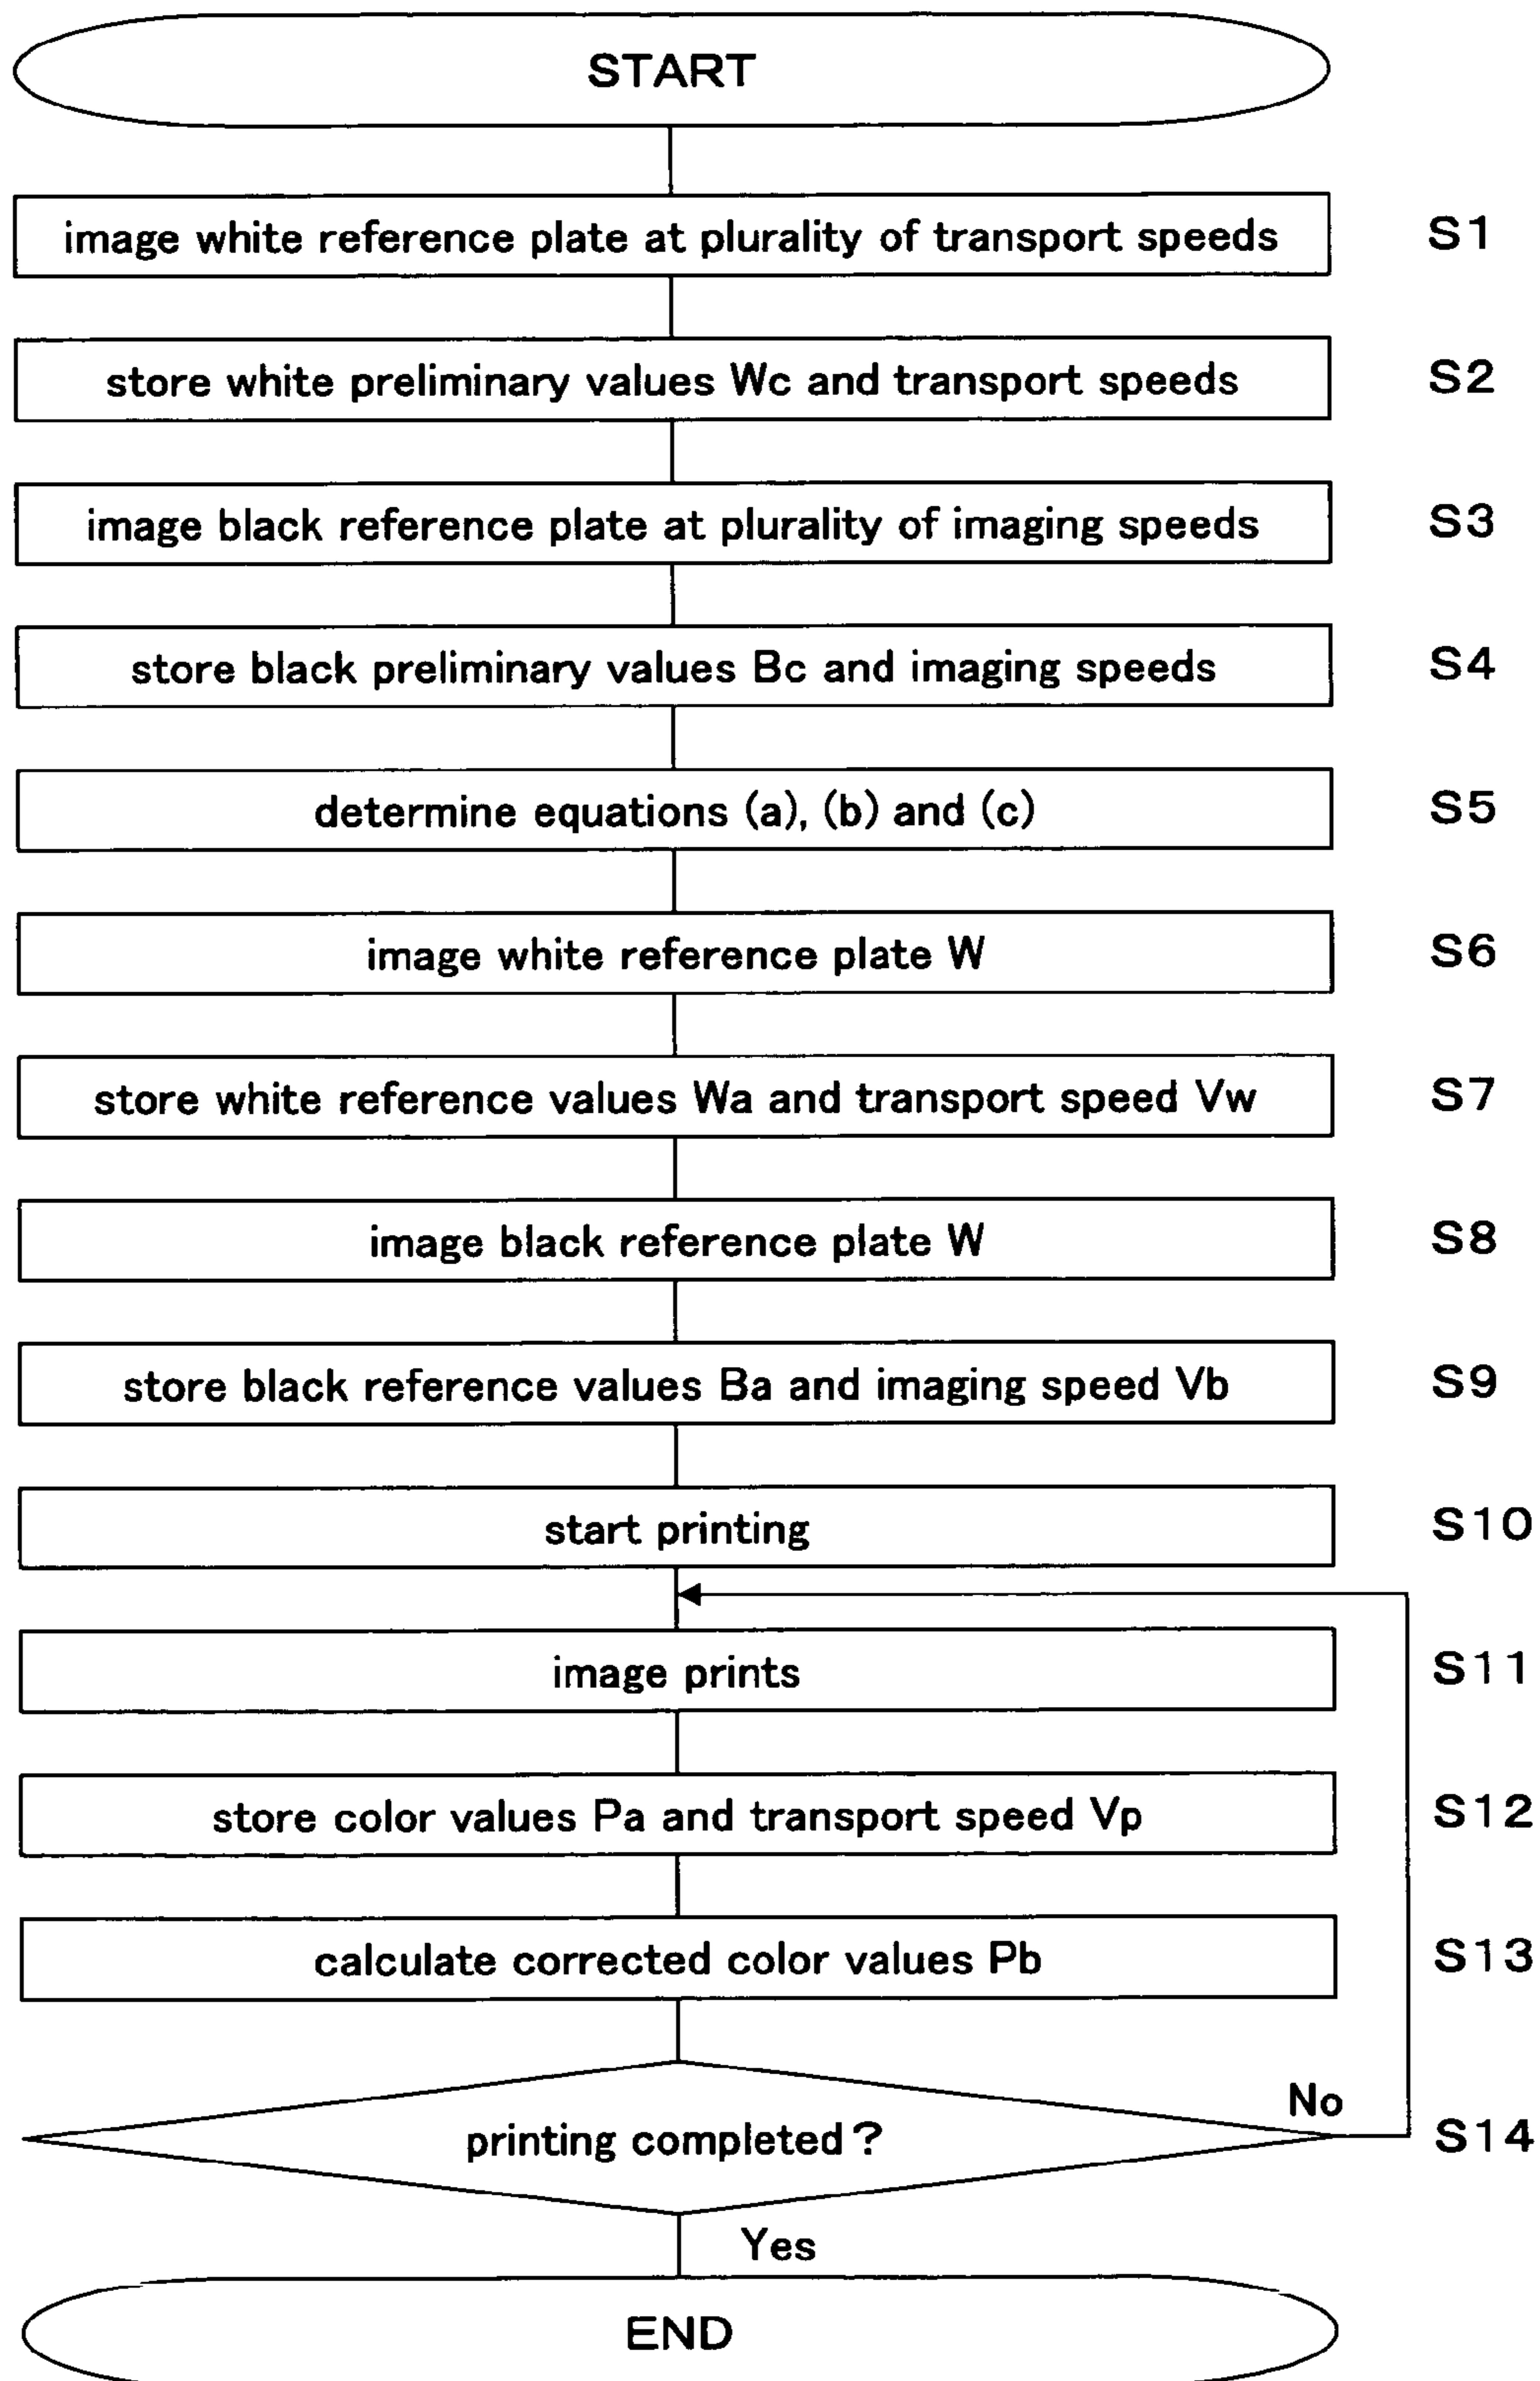 START
image white reference plate at plurality of transport speeds S1
store white preliminary values Wc and transport speeds S2
image black reference plate at plurality of imaging speeds S3
store black preliminary values Bc and imaging speeds S4
determine equations (a), (b) and (c) S5
image white reference plate W S6
store white reference values Wa and transport speed Vw S7
image black reference plate W S8
store black reference values Ba and imaging speed Vb S9
start printing S10
image prints S11
store color values Pa and transport speed Vp S12
calculate corrected color values Pb S13
No
printing completed? S14
Yes
END